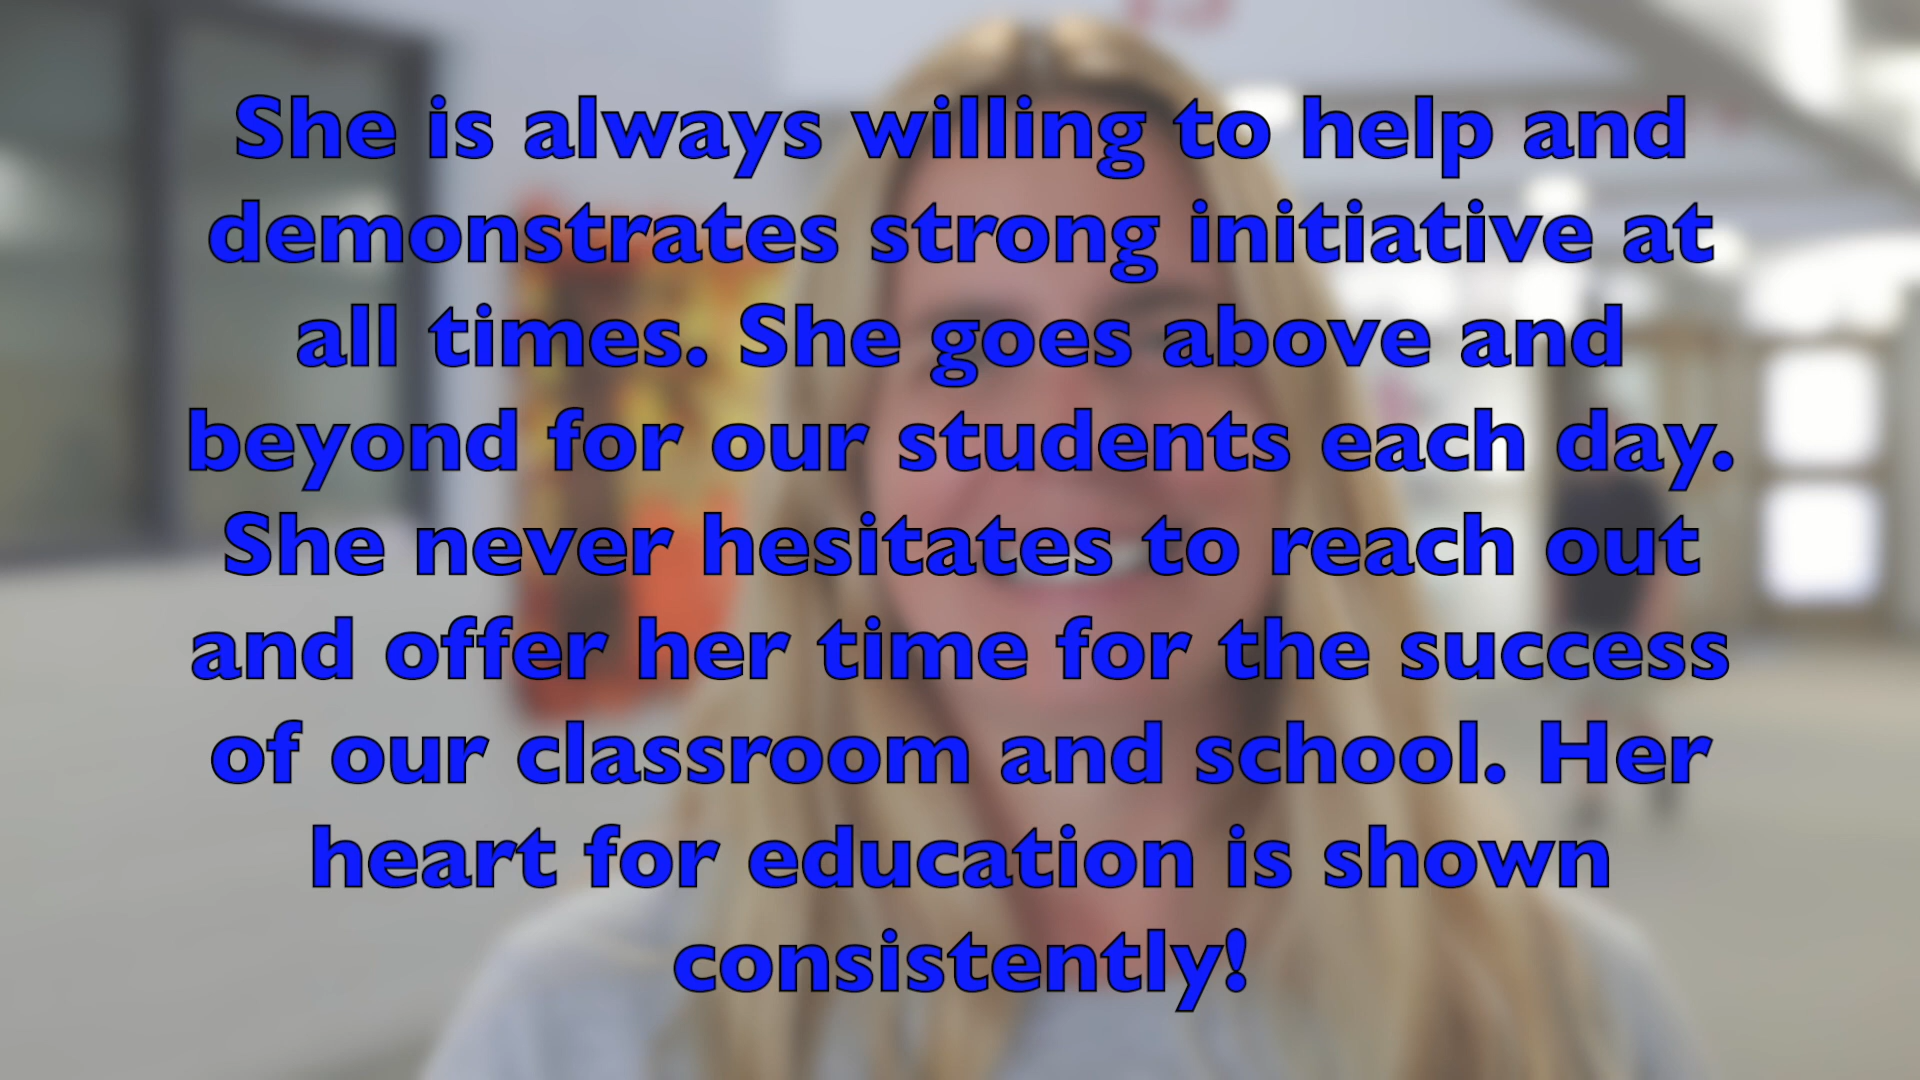 She is always willing to help and
demonstrates strong initiative at
all times. She goes above and
beyond for our students each day.
She never hesitates to reach out
and offer her time for the success
of our classroom and school. Her
heart for education is shown
consistently!